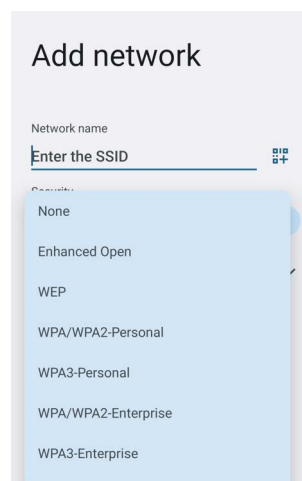 Add network
Network name
Enter the SSID
Security
None
Enhanced Open
WEP
WPA/WPA2-Personal
WPA3-Personal
WPA/WPA2-Enterprise
WPA3-Enterprise